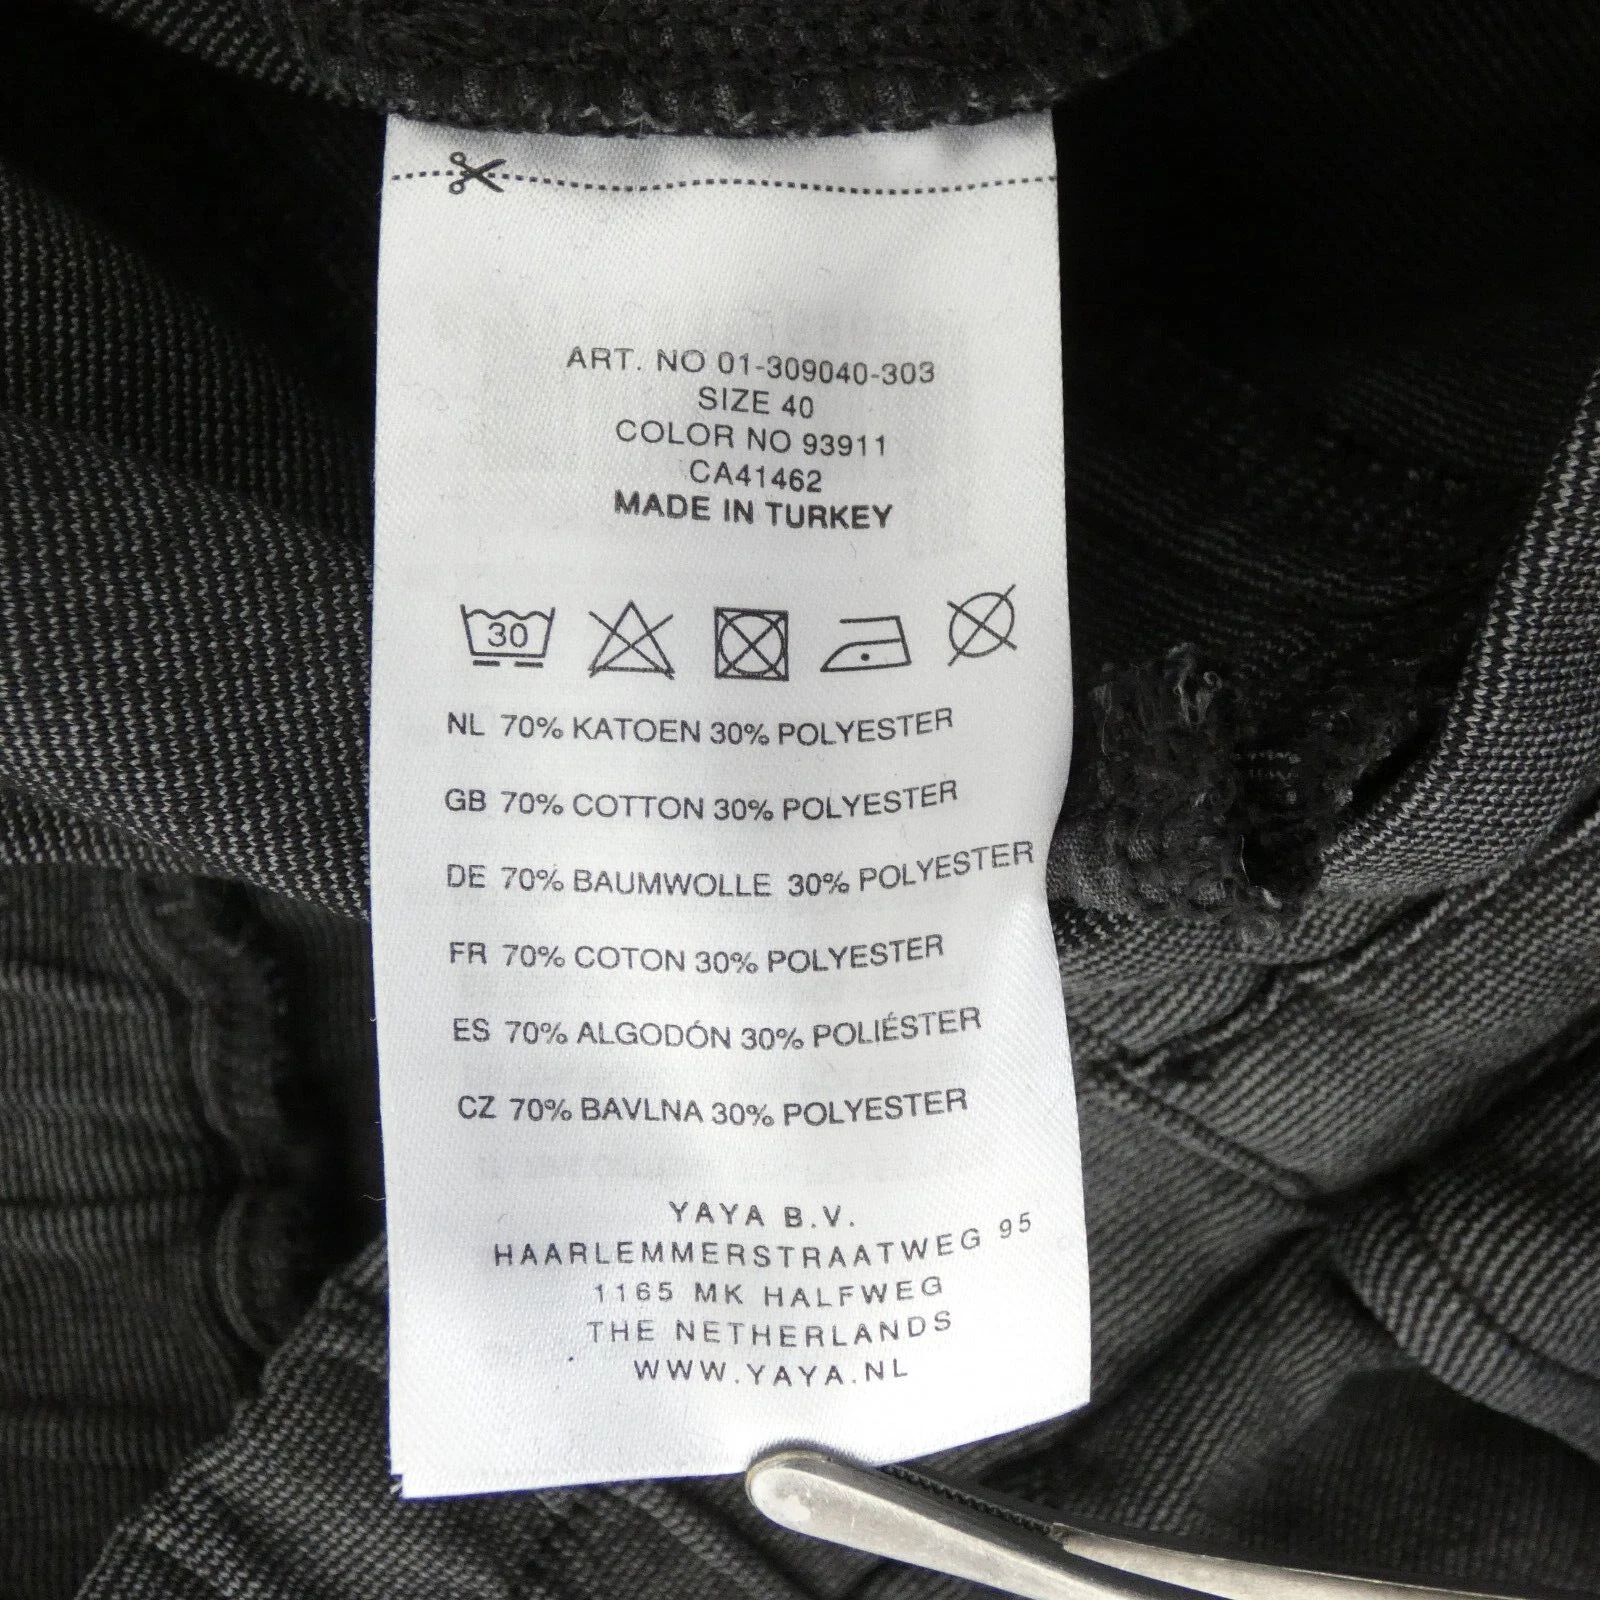 ART. NO 01-309040-303
SIZE 40
COLOR NO 93911
CA41462
MADE IN TURKEY
30
NL 70% KATOEN 30% POLYESTER
GB 70% COTTON 30% POLYESTER
DE 70% BAUMWOLLE 30% POLYESTER
FR 70% COTON 30% POLYESTER
ES 70% ALGODÓN 30% POLIÉSTER
CZ 70% BAVLNA 30% POLYESTER
YAYA B.V.
HAARLEMMERSTRAATWEG 95
1165 MK HALFWEG
THE NETHERLANDS
WWW.YAYA.NL